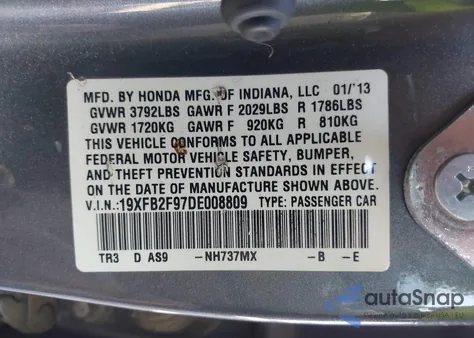 MFD. BY HONDA MFG. OF INDIANA, LLC 01/'13
GVWR 3792LBS GAWR F 2029LBS R 1786LBS
GVWR 1720KG GAWR F 920KG R 810KG
THIS VEHICLE CONFORMS TO ALL APPLICABLE
FEDERAL MOTOR VEHICLE SAFETY, BUMPER,
AND THEFT PREVENTION STANDARDS IN EFFECT
ON THE DATE OF MANUFACTURE SHOWN ABOVE.
V.I.N.: 19XFB2F97DE008809 TYPE: PASSENGER CAR
TR3 D AS9 -NH737MX -B -E
autoSnap